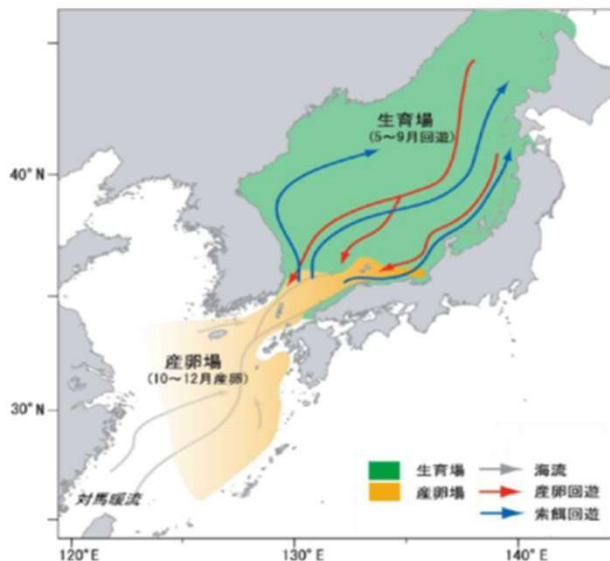 生育場
(5～9月回遊)
40°N
産卵場
(10～12月産卵)
30°N
対馬暖流
生育場
海流
産卵場
産卵回遊
索餌回遊
120°E
130°E
140°E